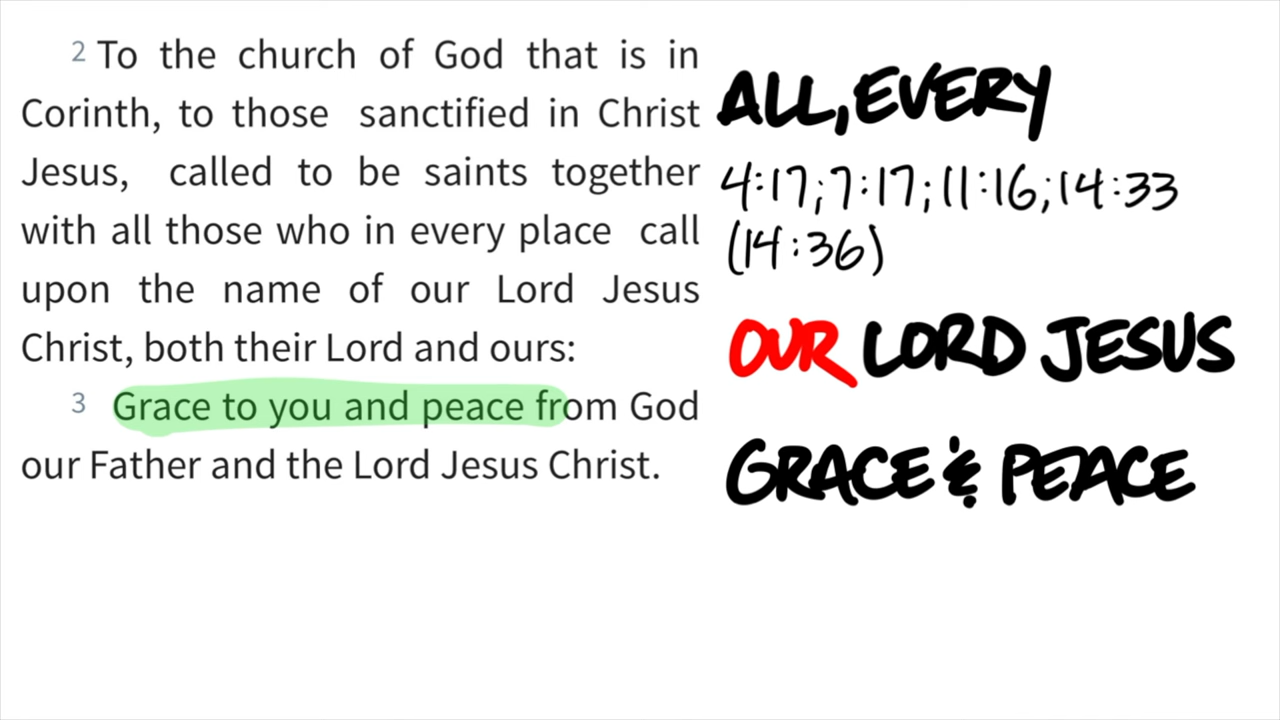 2 To the church of God that is in
Corinth, to those sanctified in Christ
Jesus, called to be saints together
with all those who in every place call
upon the name of our Lord Jesus
Christ, both their Lord and ours:
3 Grace to you and peace from God
our Father and the Lord Jesus Christ.
ALL, EVERY
4:17; 7:17; 11:16; 14:33
(14:36)
OUR LORD JESUS
GRACE & PEACE